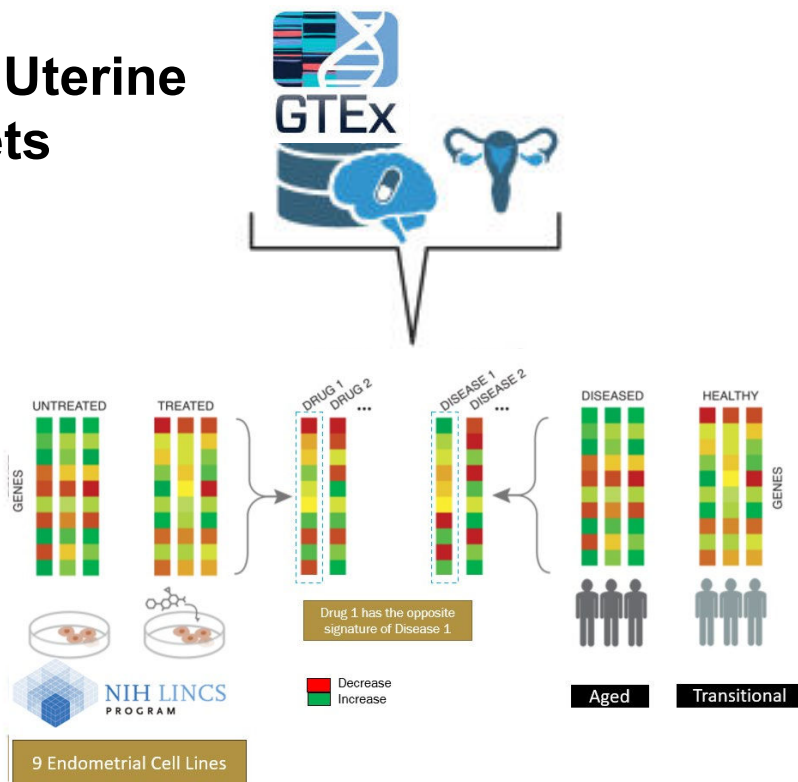 Uterine
ets
GTEx
UNTREATED
TREATED
DRUG 1
DRUG 2
...
DISEASE 1
DISEASE 2
...
DISEASED
HEALTHY
GENES
GENES
Drug 1 has the opposite
signature of Disease 1
Decrease
Increase
NIH LINCS
PROGRAM
Aged
Transitional
9 Endometrial Cell Lines